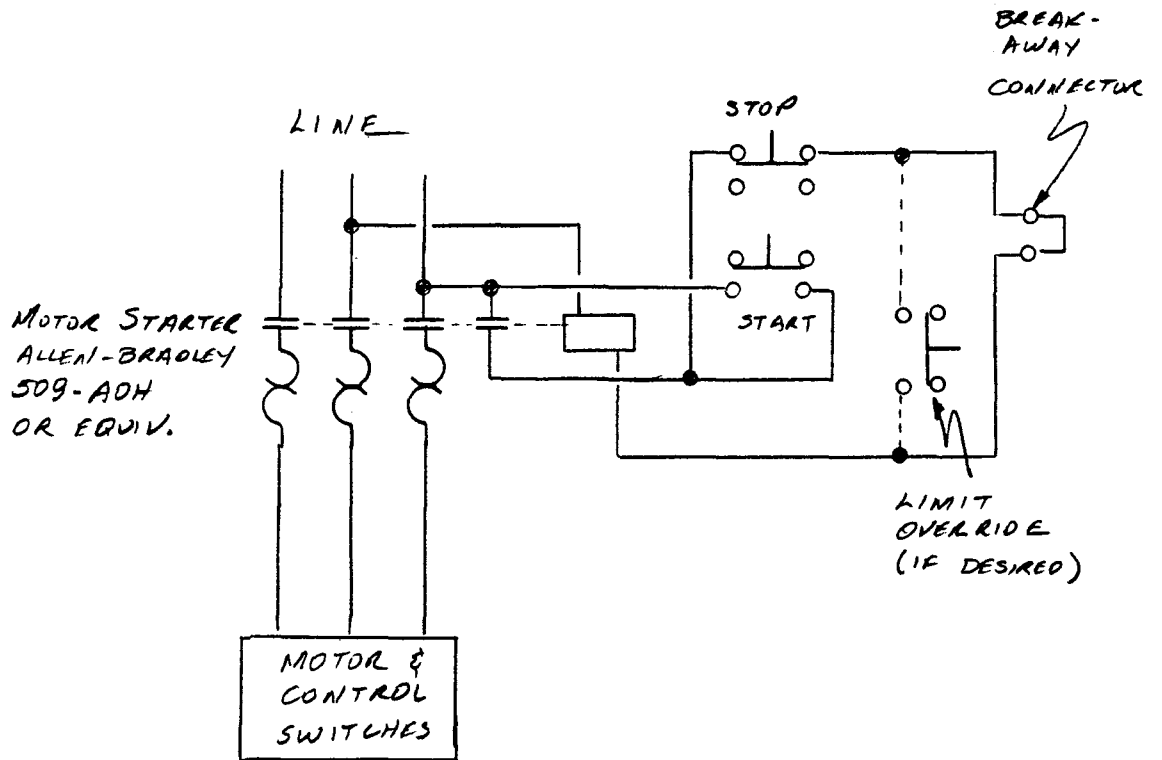 BREAK-
AWAY
CONNECTOR
STOP
LINE
START
MOTOR STARTER
ALLEN-BRADLEY
509-AOH
OR EQUIV.
LIMIT
OVERRIDE
(IF DESIRED)
MOTOR &
CONTROL
SWITCHES